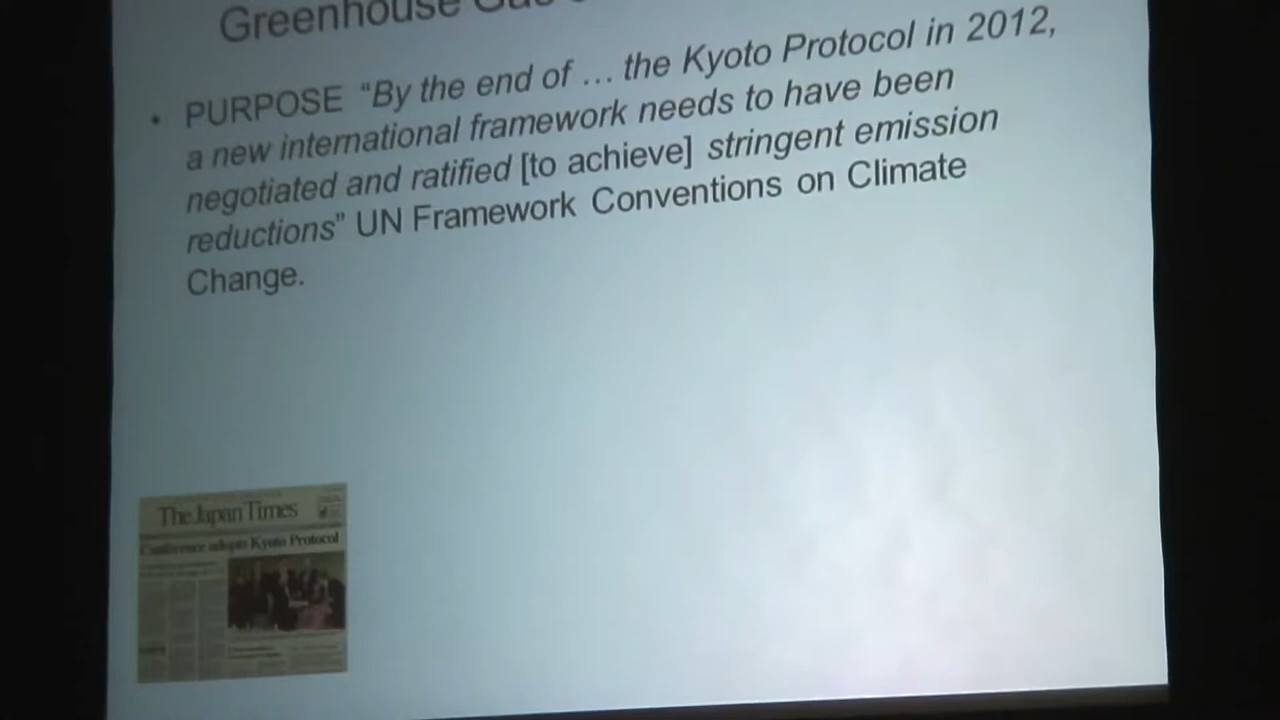 Greenhouse Gas
• PURPOSE “By the end of … the Kyoto Protocol in 2012,
a new international framework needs to have been
negotiated and ratified [to achieve] stringent emission
reductions” UN Framework Conventions on Climate
Change.
The Japan Times
Conference adopts Kyoto Protocol